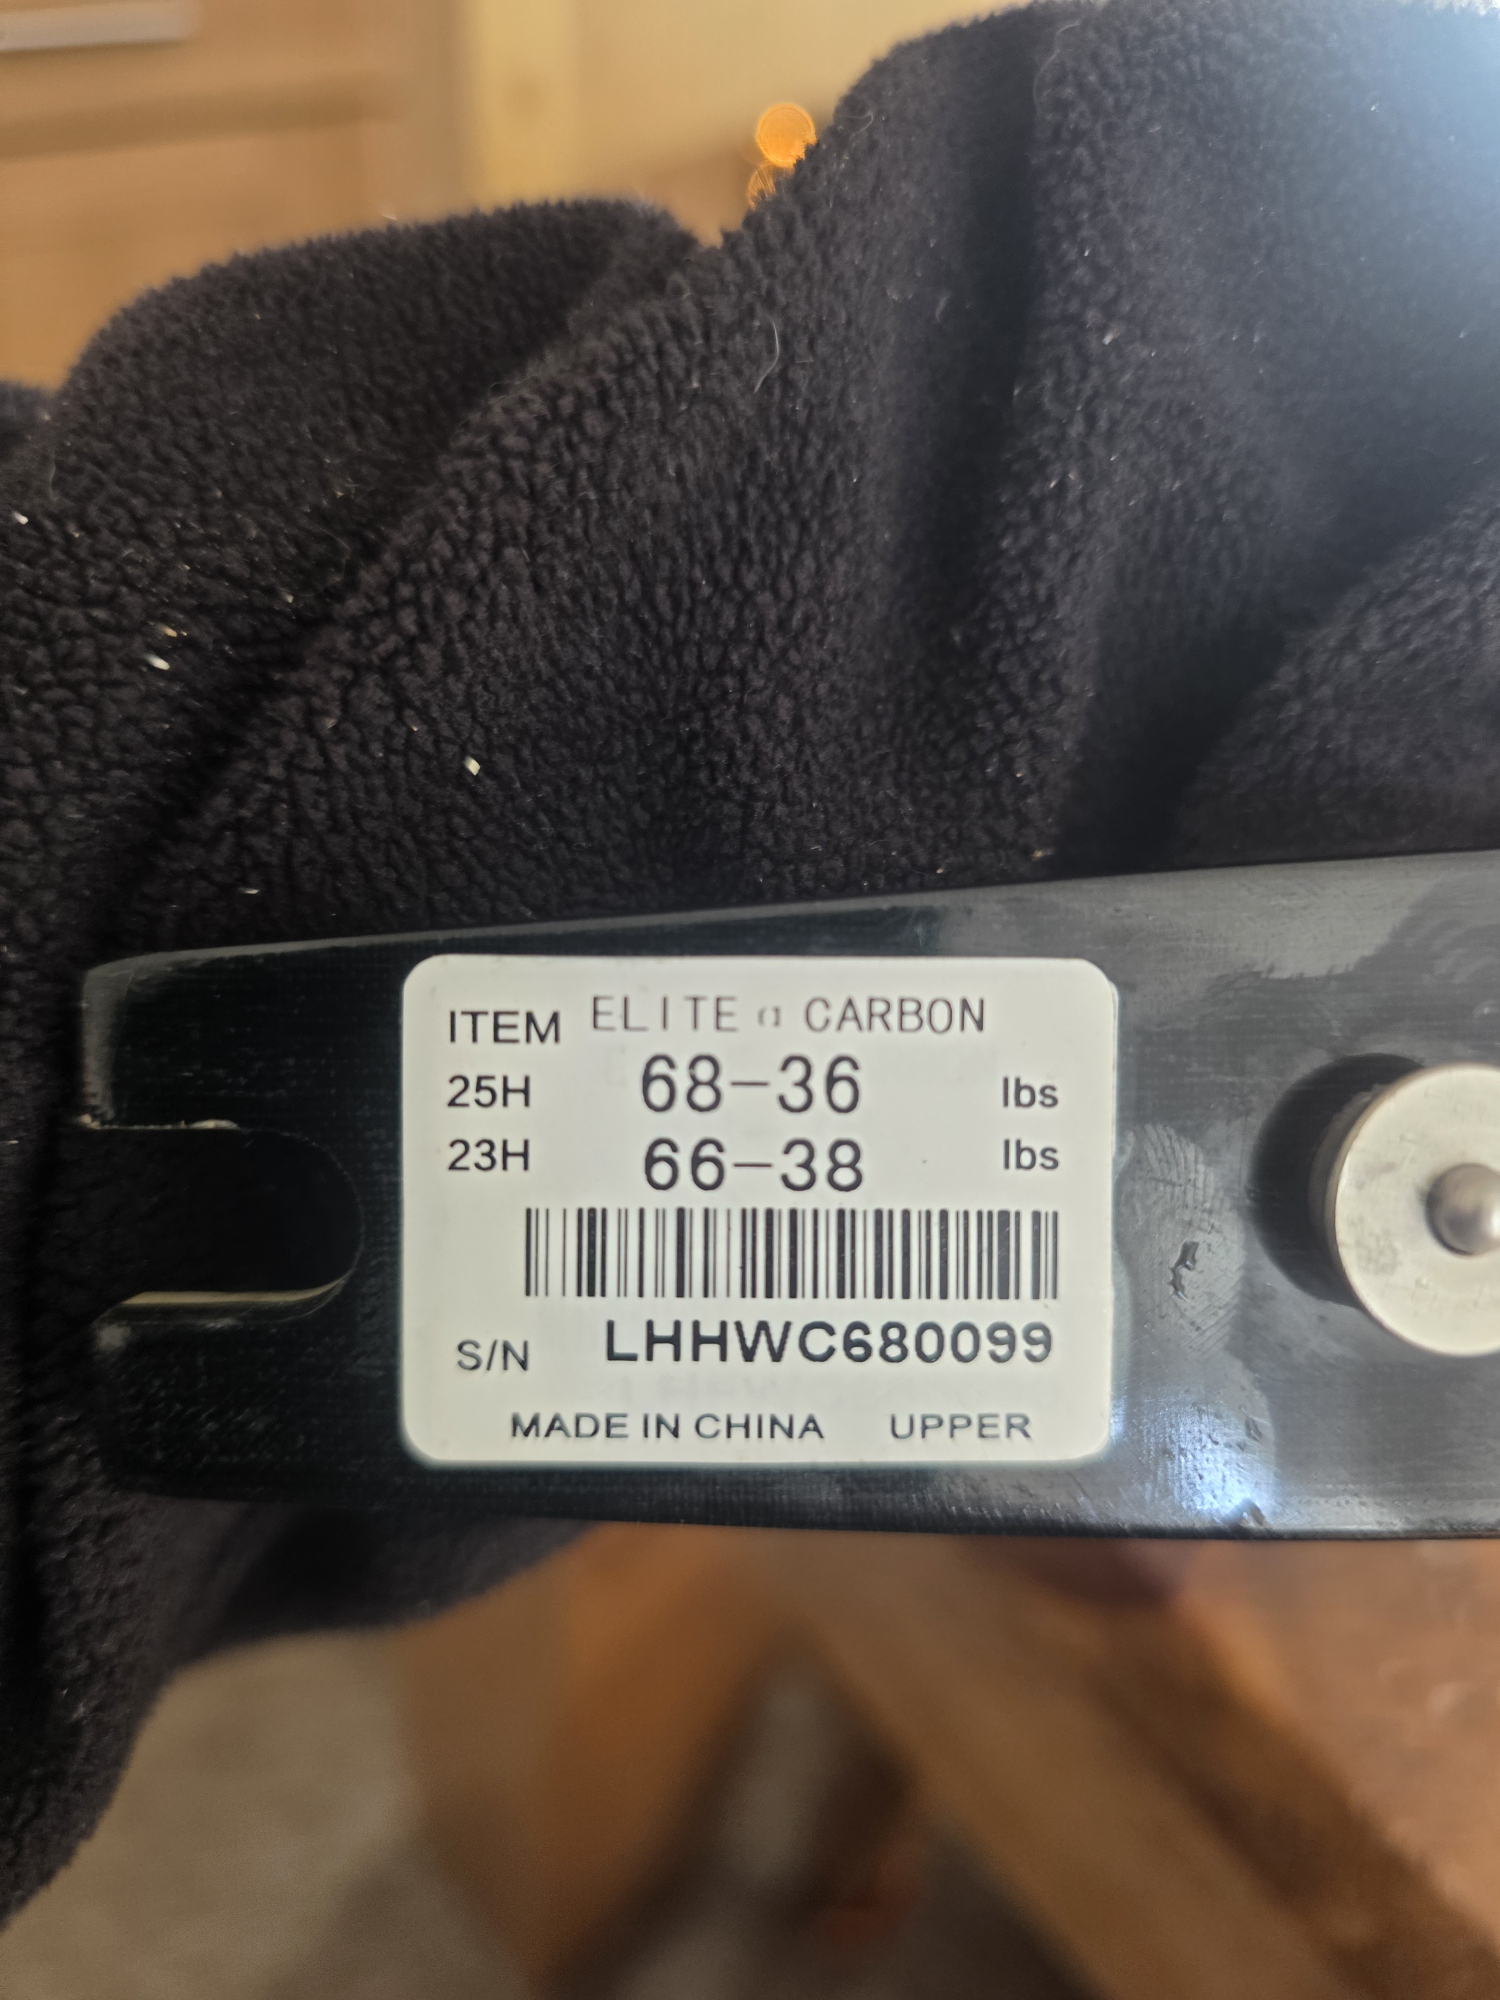 ITEM ELITE α CARBON
25H 68-36 lbs
23H 66-38 lbs
S/N LHHWC680099
MADE IN CHINA UPPER